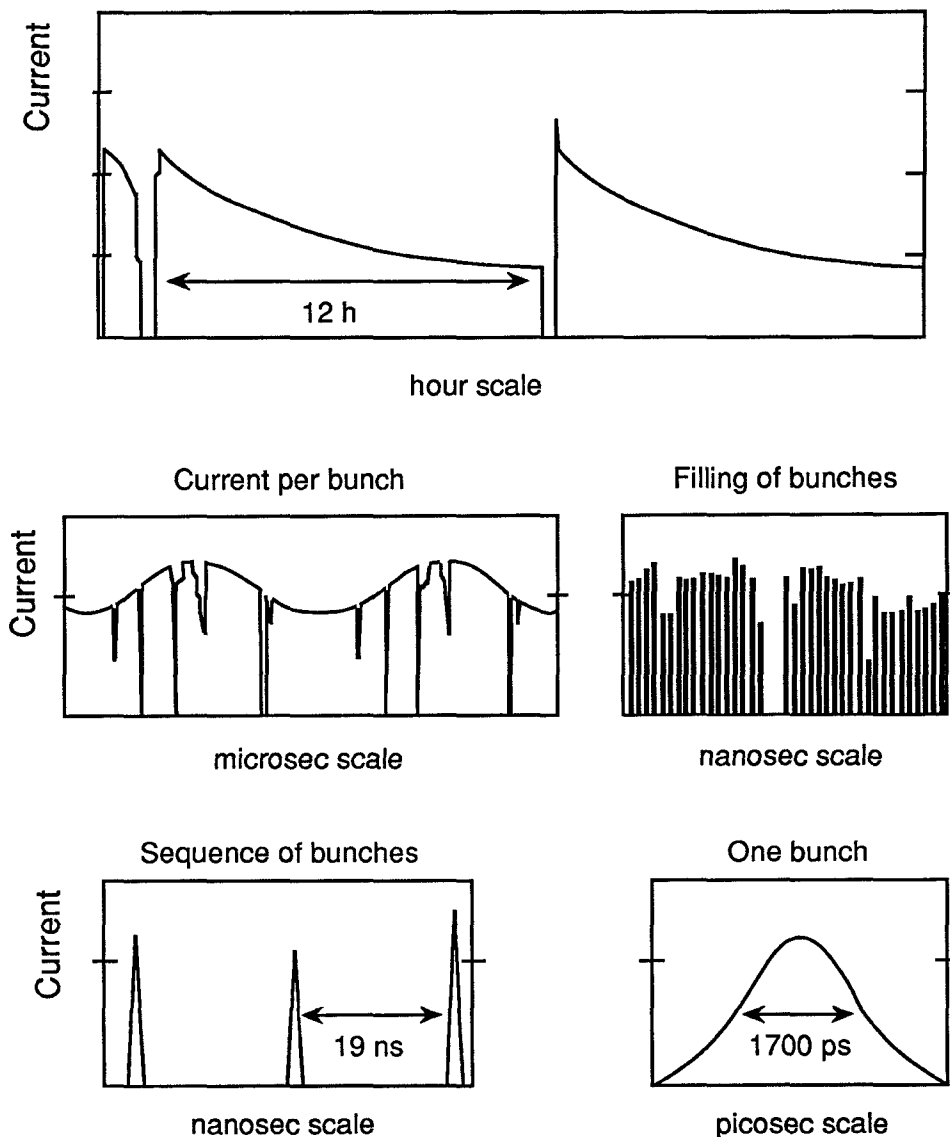 Current
12 h
hour scale
Current per bunch
Filling of bunches
Current
microsec scale
nanosec scale
Sequence of bunches
One bunch
Current
19 ns
1700 ps
nanosec scale
picosec scale